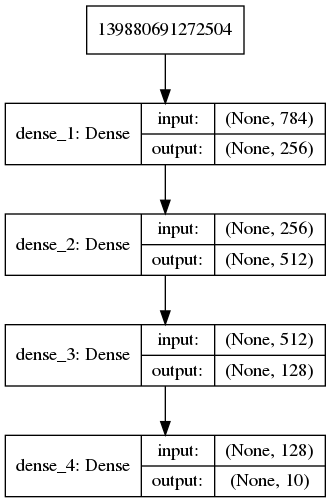 139880691272504
dense_1: Dense
input: (None, 784)
output: (None, 256)
dense_2: Dense
input: (None, 256)
output: (None, 512)
dense_3: Dense
input: (None, 512)
output: (None, 128)
dense_4: Dense
input: (None, 128)
output: (None, 10)